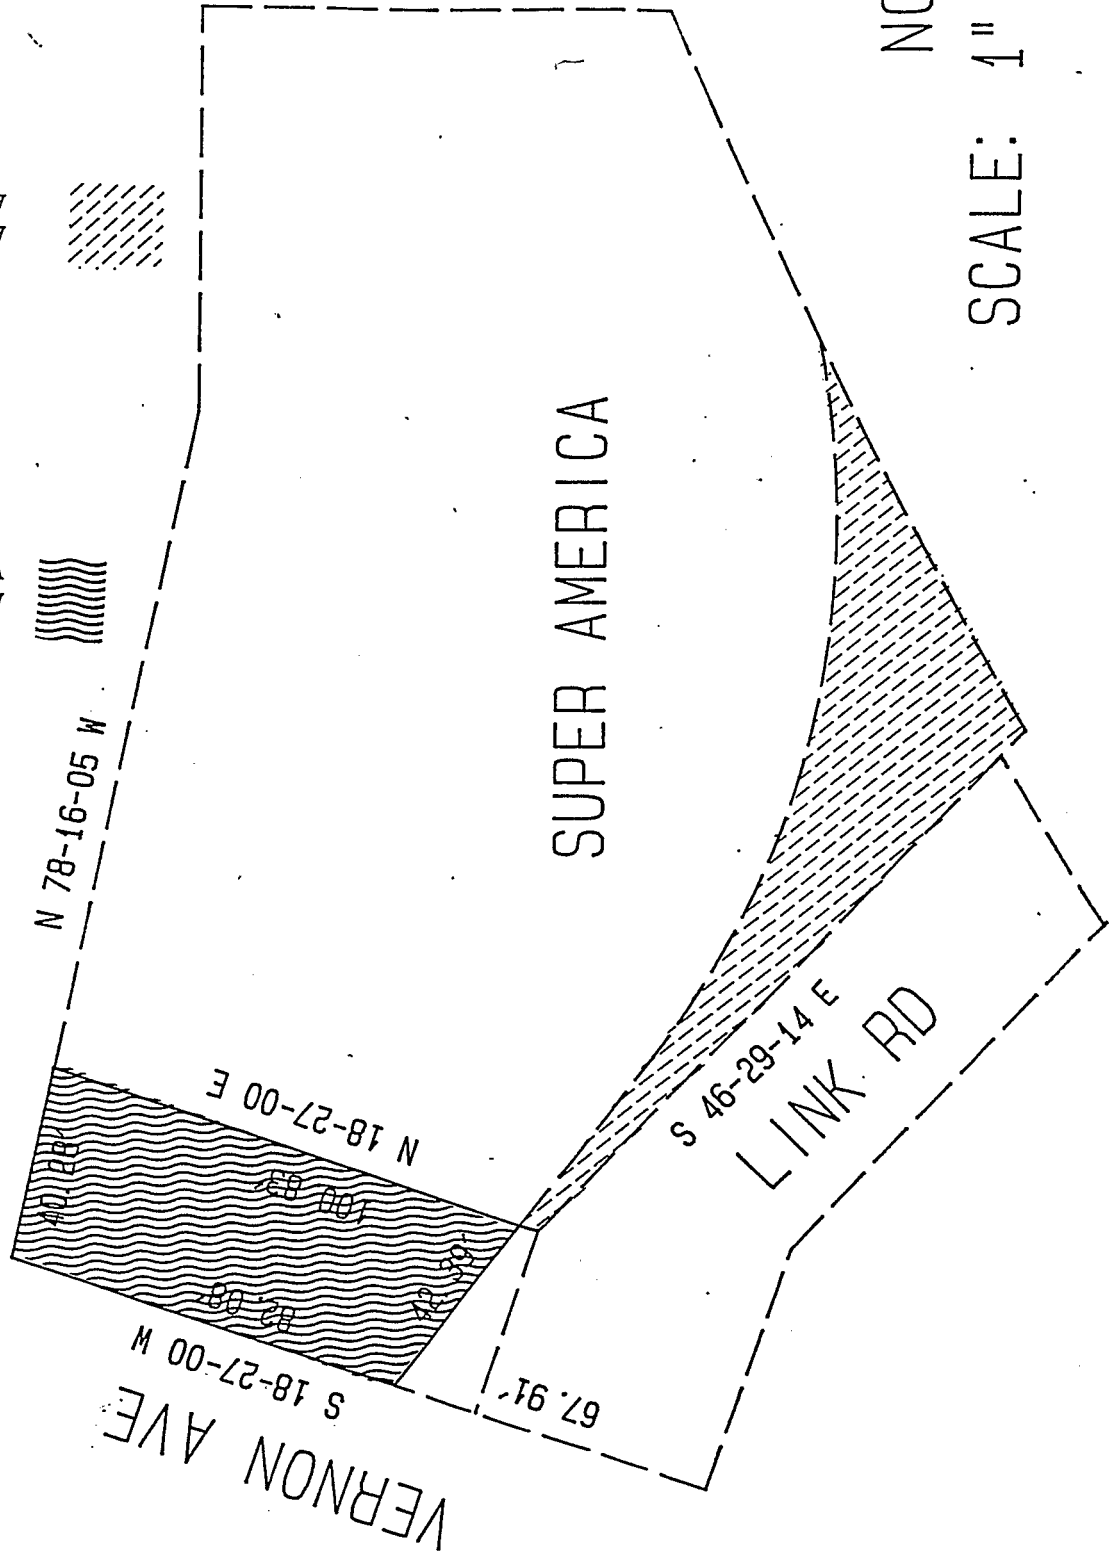 N 78-16-05 W
40.28'
N 18-27-00 E
100.83'
82.08'
42.39'
S 18-27-00 W
VERNON AVE
67.91'
SUPER AMERICA
S 46-29-14 E
LINK RD
SCALE: 1"